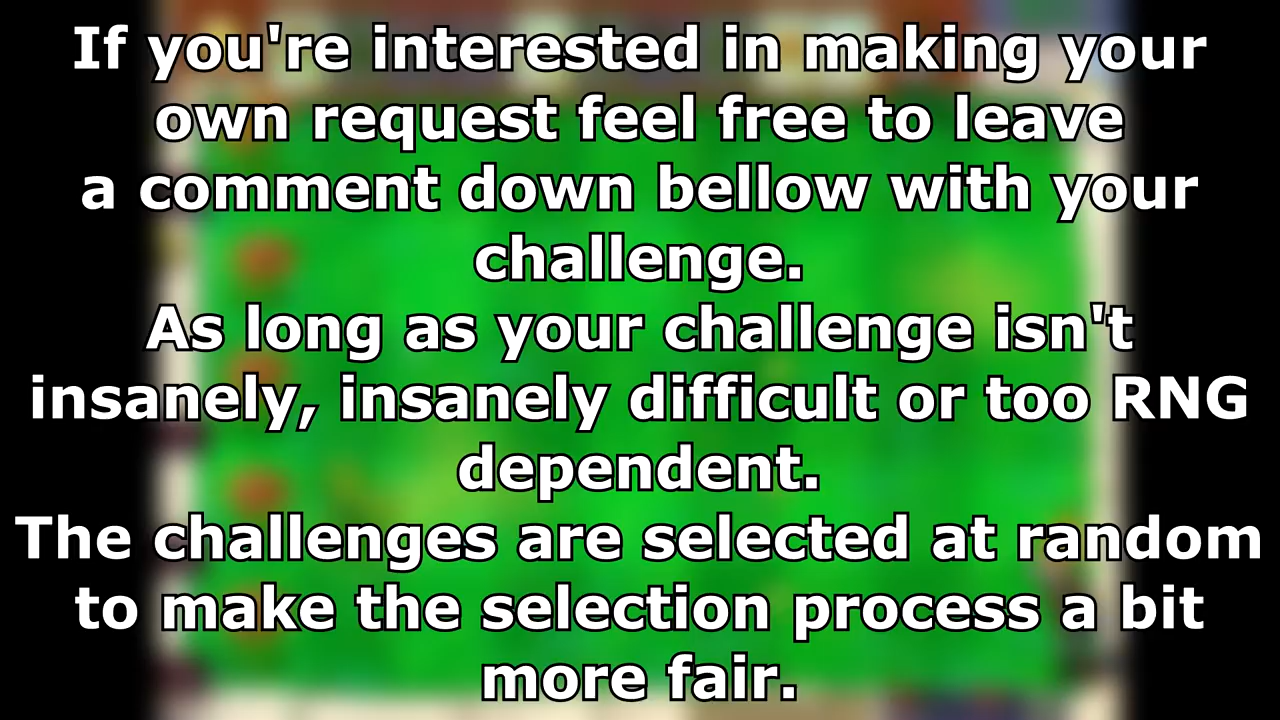 If you're interested in making your
own request feel free to leave
a comment down bellow with your
challenge.
As long as your challenge isn't
insanely, insanely difficult or too RNG
dependent.
The challenges are selected at random
to make the selection process a bit
more fair.